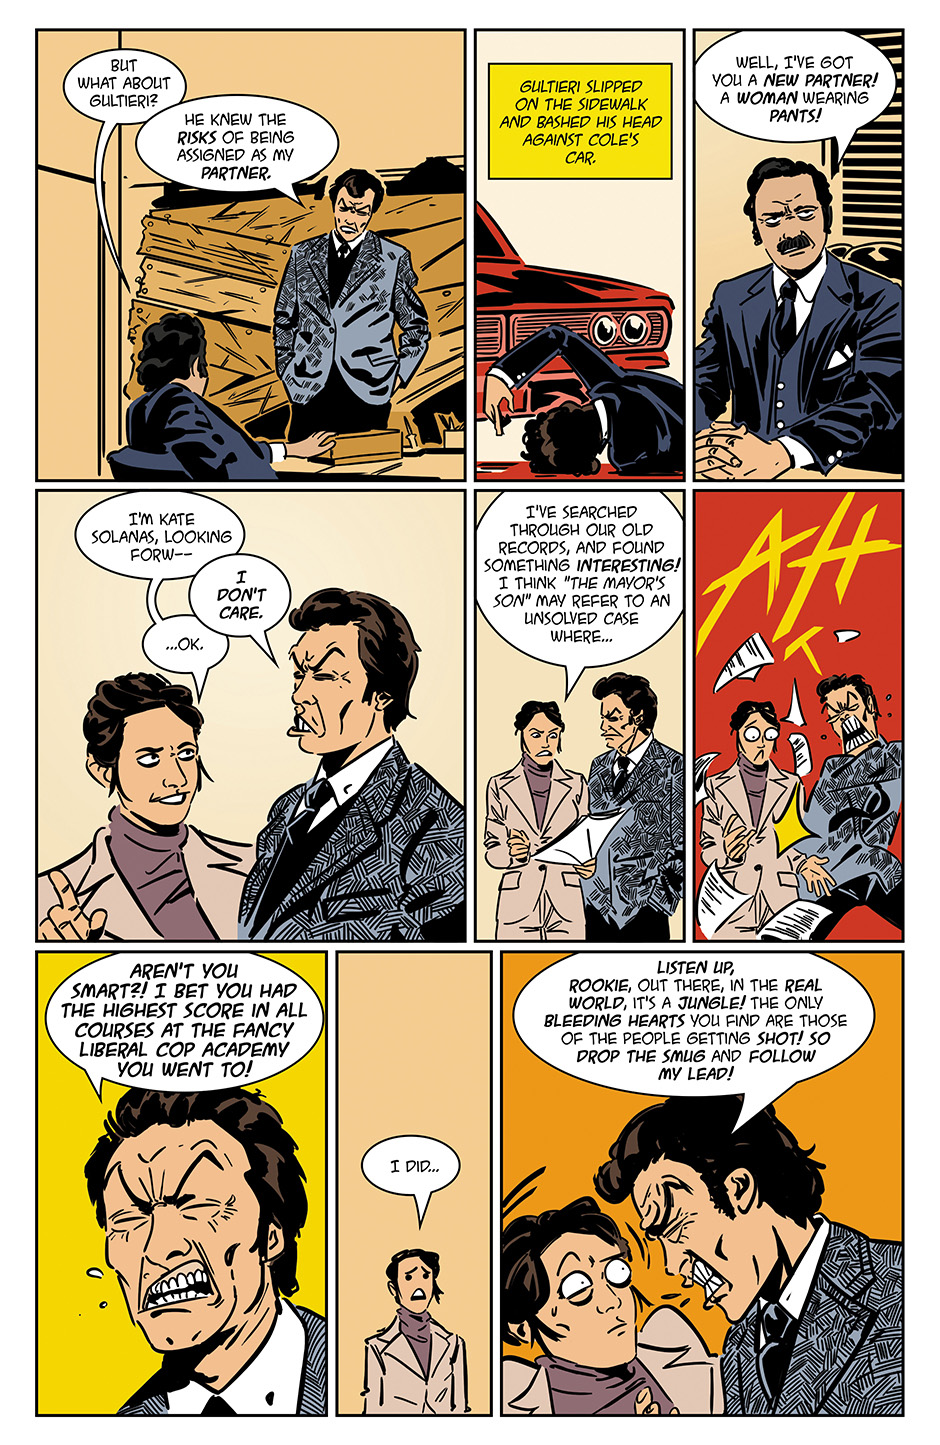 BUT
WHAT ABOUT
GULTIERI?
HE KNEW THE
RISKS OF BEING
ASSIGNED AS MY
PARTNER.
GULTIERI SLIPPED
ON THE SIDEWALK
AND BASHED HIS HEAD
AGAINST COLE'S
CAR.
WELL, I'VE GOT
YOU A NEW PARTNER!
A WOMAN WEARING
PANTS!
I'M KATE
SOLANAS, LOOKING
FORW--
I
DON'T
CARE.
...OK.
I'VE SEARCHED
THROUGH OUR OLD
RECORDS, AND FOUND
SOMETHING INTERESTING!
I THINK "THE MAYOR'S
SON" MAY REFER TO AN
UNSOLVED CASE
WHERE...
AH
AREN'T YOU
SMART?! I BET YOU HAD
THE HIGHEST SCORE IN ALL
COURSES AT THE FANCY
LIBERAL COP ACADEMY
YOU WENT TO!
I DID...
LISTEN UP,
ROOKIE, OUT THERE, IN THE REAL
WORLD, IT'S A JUNGLE! THE ONLY
BLEEDING HEARTS YOU FIND ARE THOSE
OF THE PEOPLE GETTING SHOT! SO
DROP THE SMUG AND FOLLOW
MY LEAD!